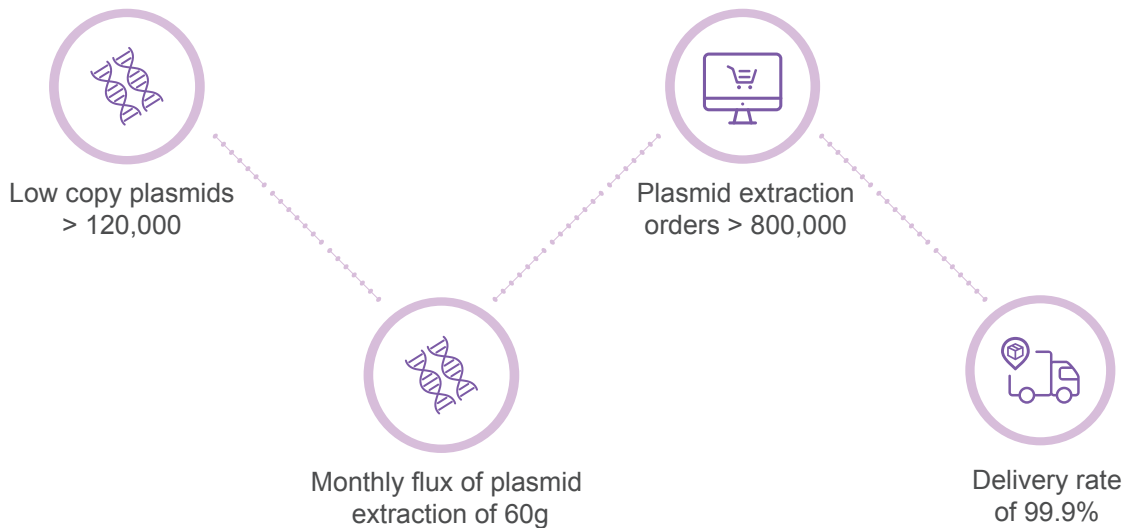 Low copy plasmids
> 120,000
Monthly flux of plasmid
extraction of 60g
Plasmid extraction
orders > 800,000
Delivery rate
of 99.9%